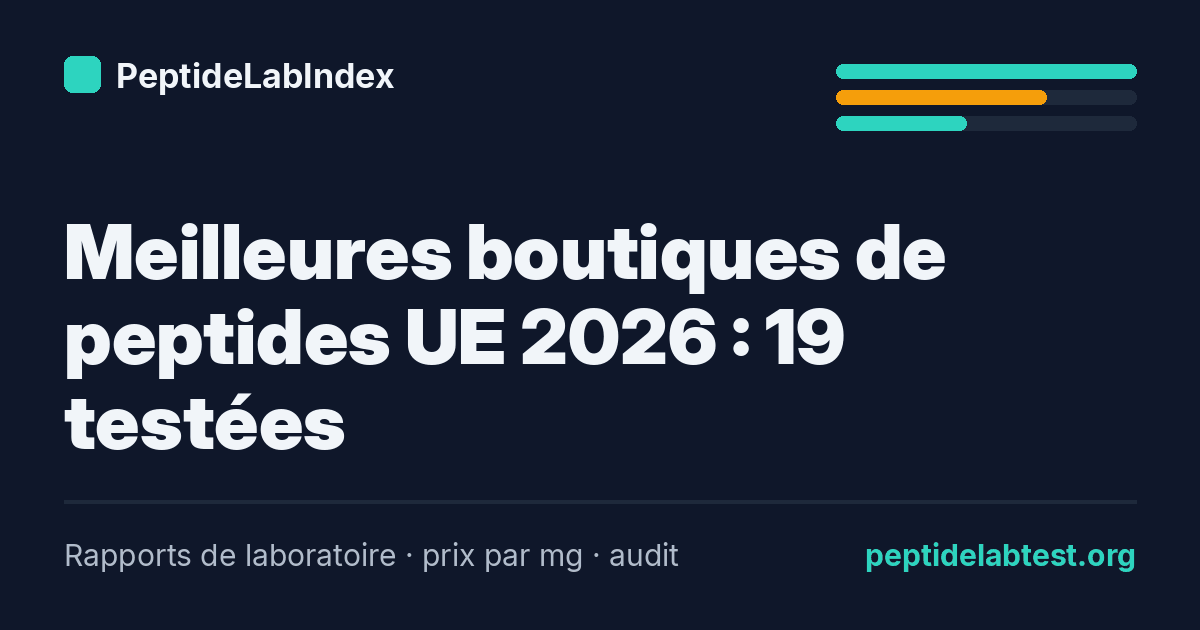 PeptideLabIndex
Meilleures boutiques de
peptides UE 2026 : 19
testées
Rapports de laboratoire · prix par mg · audit
peptidelabtest.org